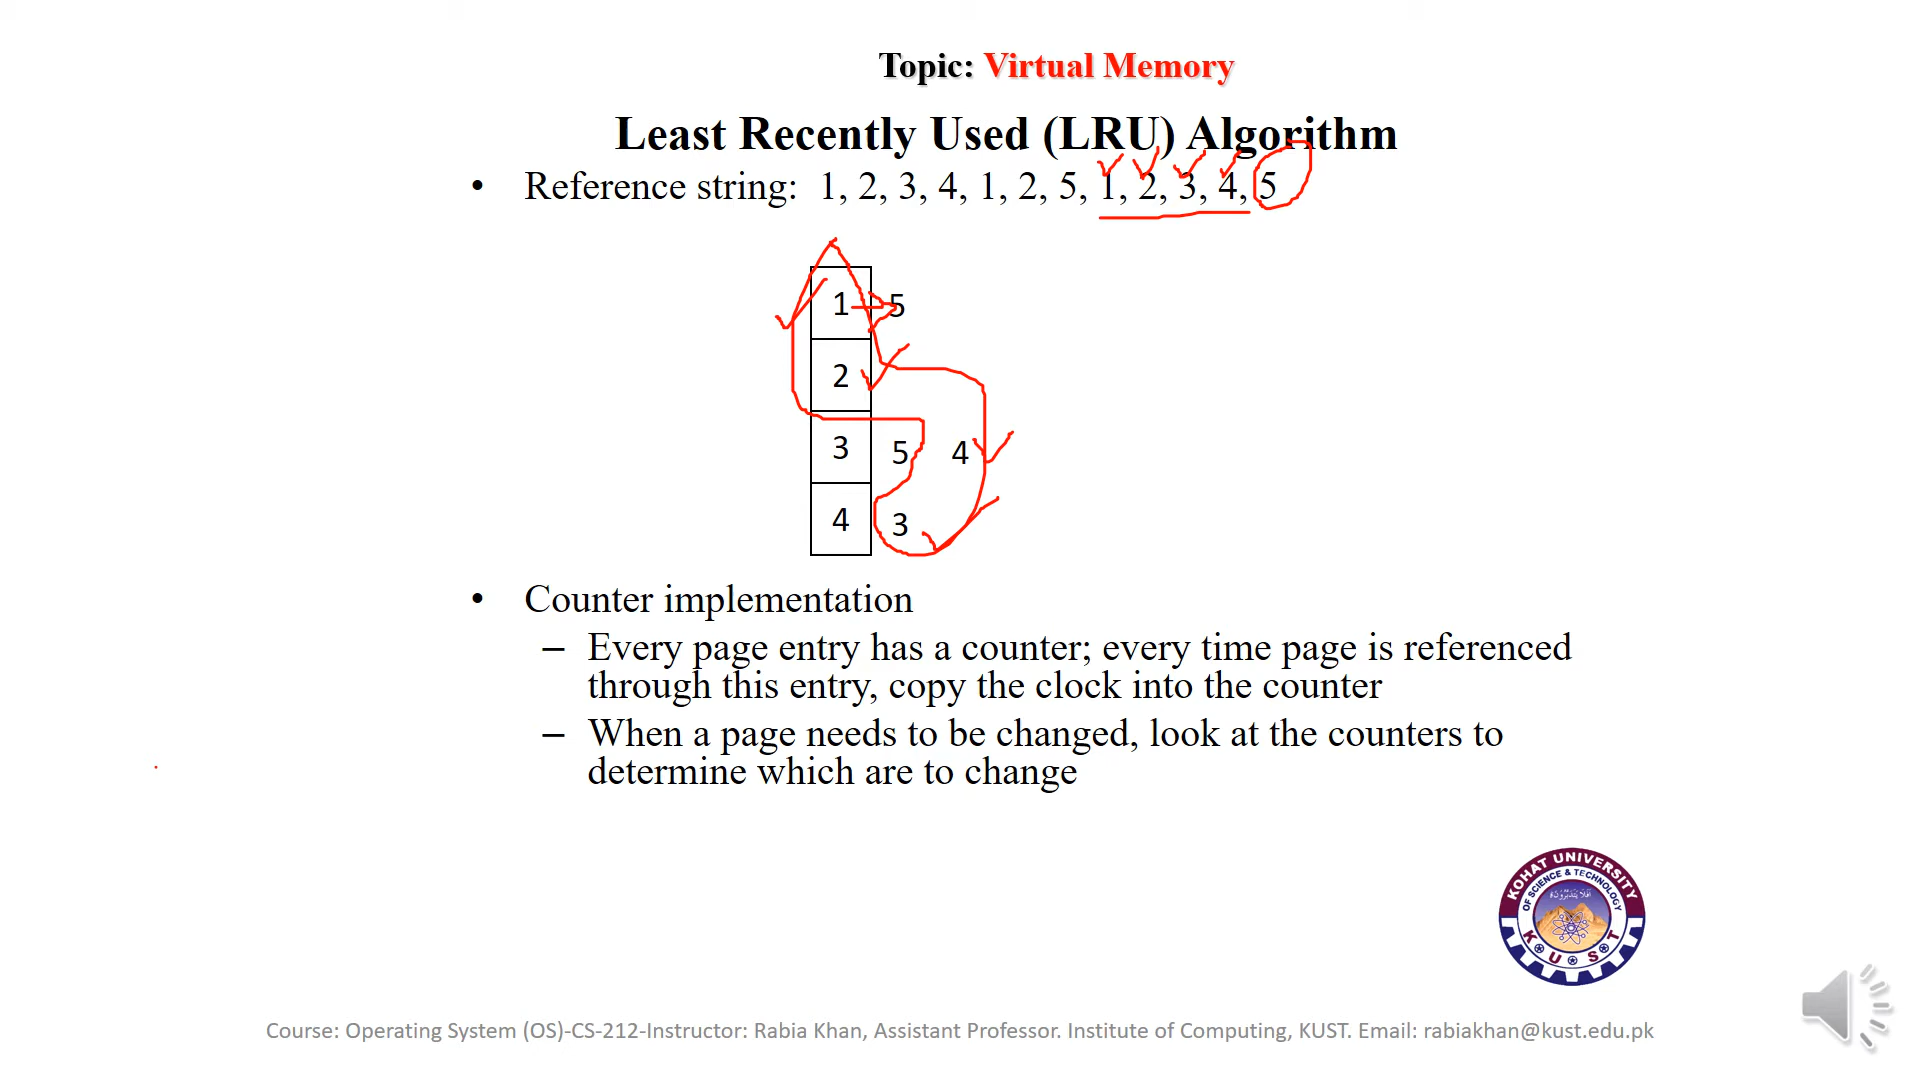 Topic: Virtual Memory
Least Recently Used (LRU) Algorithm
• Reference string: 1, 2, 3, 4, 1, 2, 5, 1, 2, 3, 4, 5
1 5
2
3 5 4
4 3
• Counter implementation
– Every page entry has a counter; every time page is referenced
through this entry, copy the clock into the counter
– When a page needs to be changed, look at the counters to
determine which are to change
KOHAT UNIVERSITY
OF SCIENCE & TECHNOLOGY
K U S T
Course: Operating System (OS)-CS-212-Instructor: Rabia Khan, Assistant Professor. Institute of Computing, KUST. Email: rabiakhan@kust.edu.pk